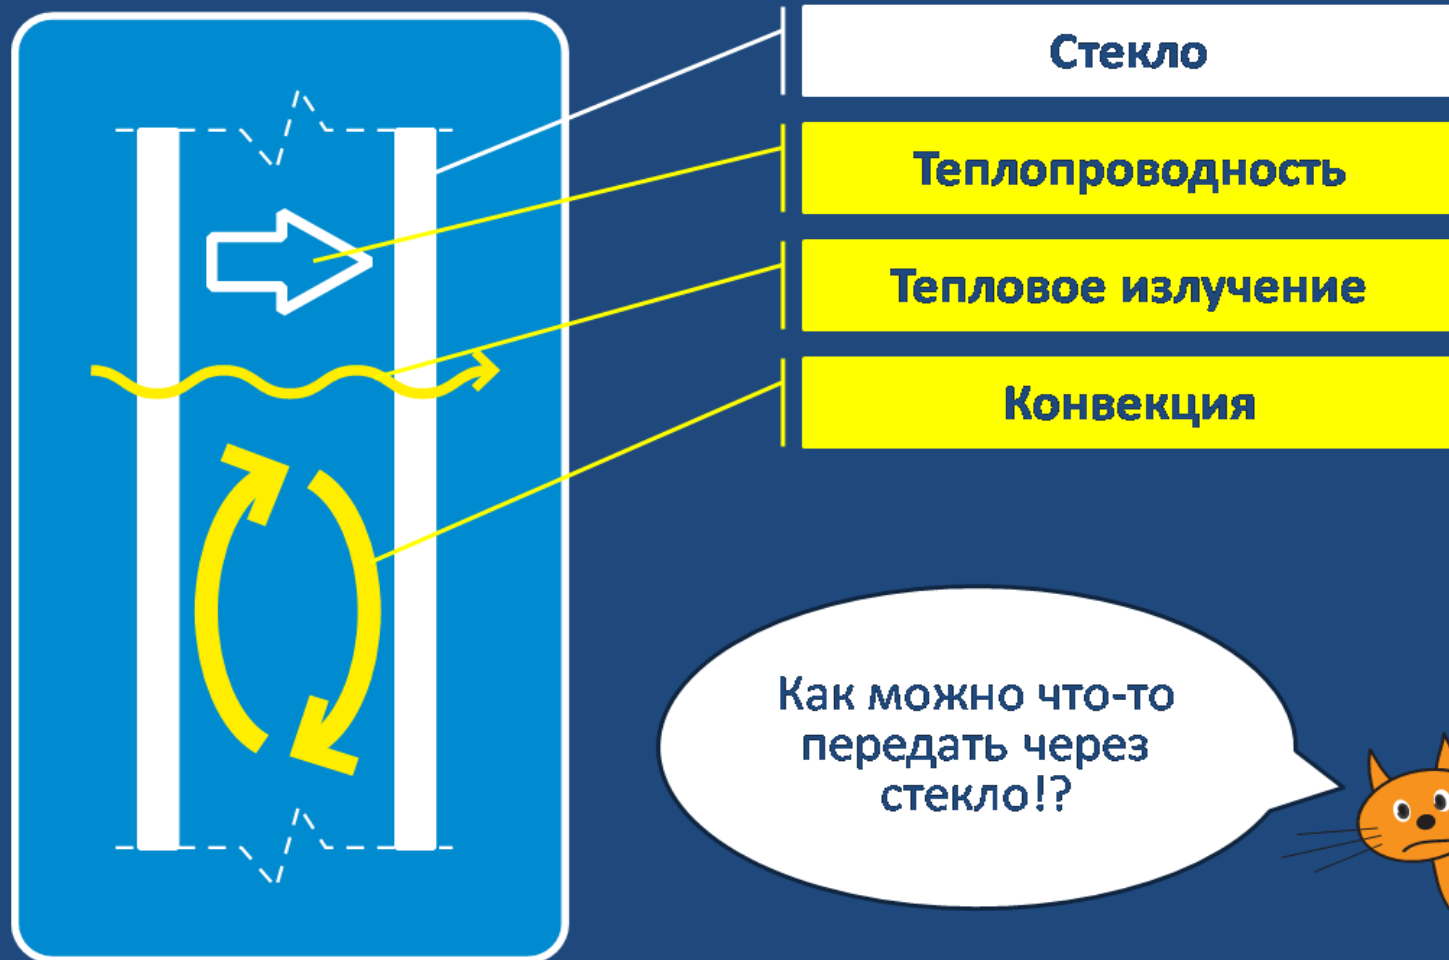 Стекло
Теплопроводность
Тепловое излучение
Конвекция
Как можно что-то
передать через
стекло!?